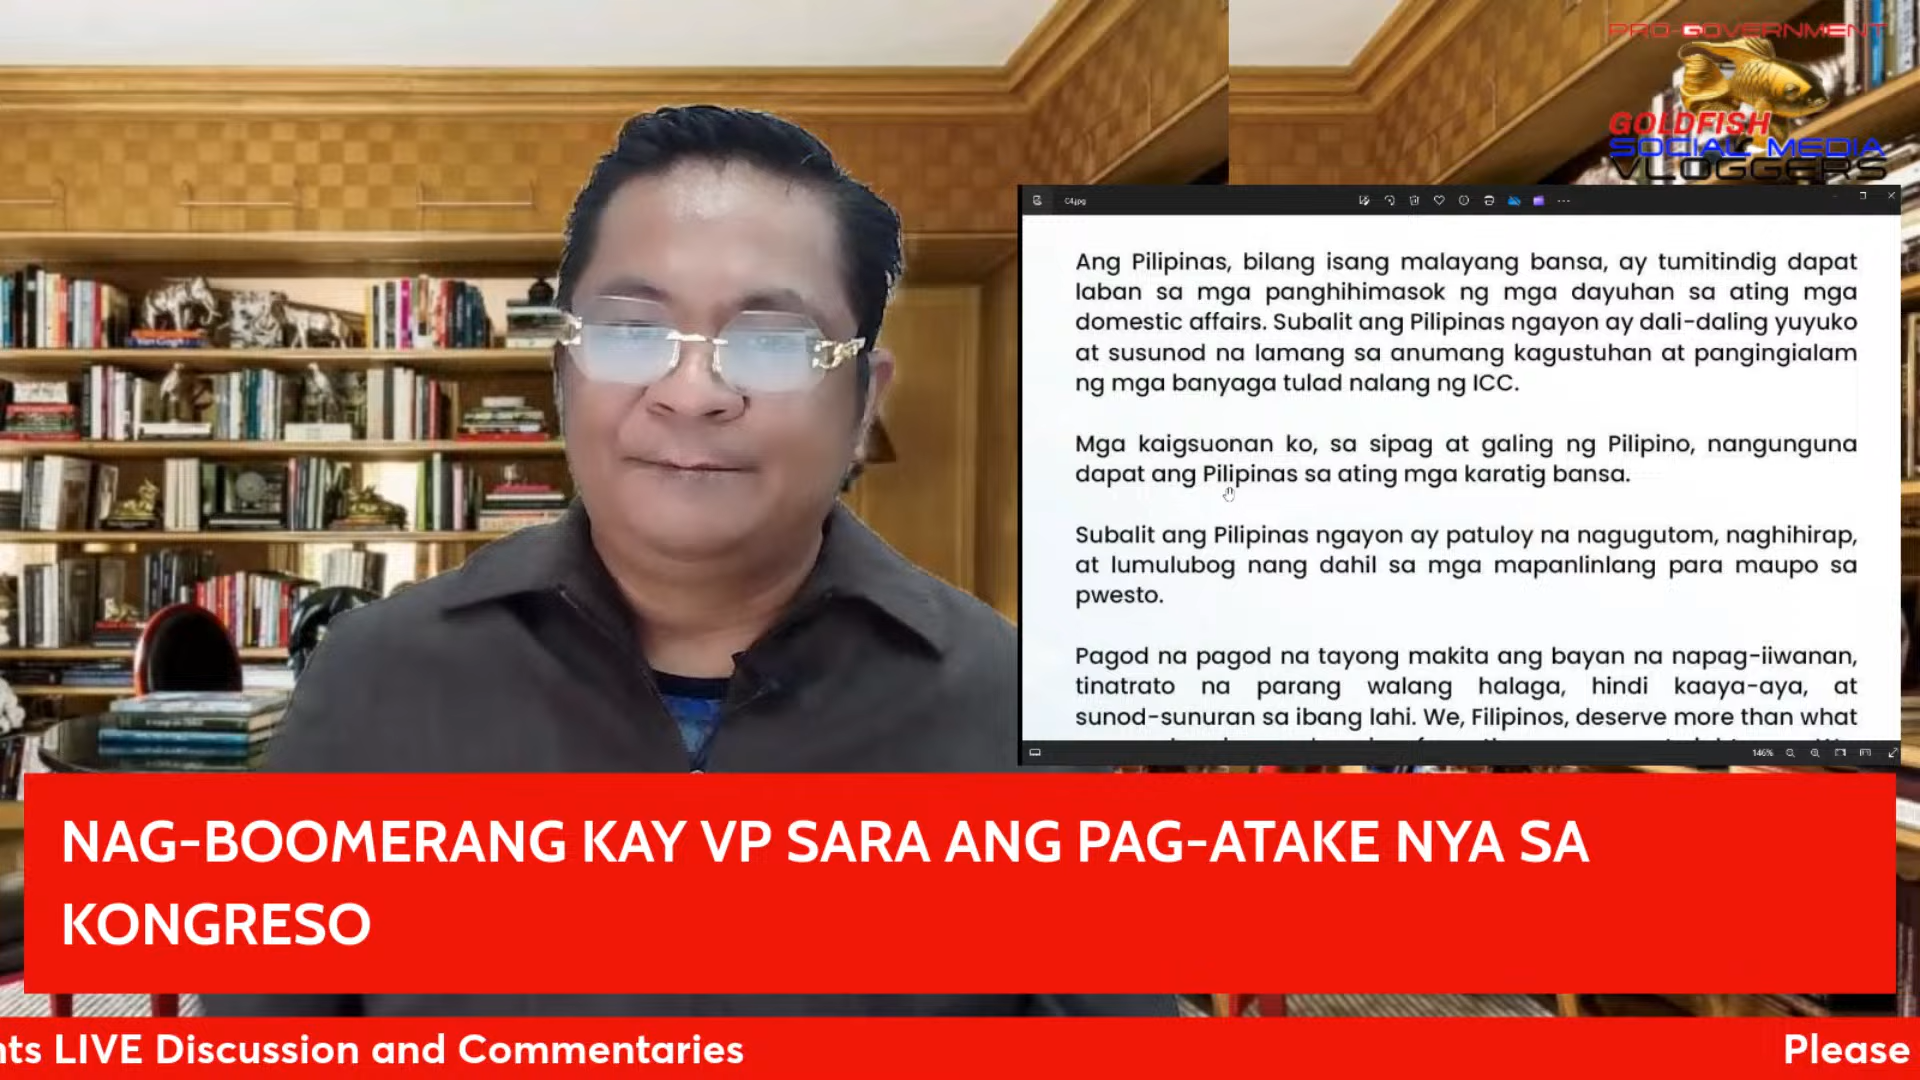 PRO-GOVERNMENT
GOLDFISH
SOCIAL MEDIA
VLOGGERS
C4.jpg
Ang Pilipinas, bilang isang malayang bansa, ay tumitindig dapat
laban sa mga panghihimasok ng mga dayuhan sa ating mga
domestic affairs. Subalit ang Pilipinas ngayon ay dali-daling yuyuko
at susunod na lamang sa anumang kagustuhan at pangingialam
ng mga banyaga tulad nalang ng ICC.
Mga kaigsuonan ko, sa sipag at galing ng Pilipino, nangunguna
dapat ang Pilipinas sa ating mga karatig bansa.
Subalit ang Pilipinas ngayon ay patuloy na nagugutom, naghihirap,
at lumulubog nang dahil sa mga mapanlinlang para maupo sa
pwesto.
Pagod na pagod na tayong makita ang bayan na napag-iiwanan,
tinatrato na parang walang halaga, hindi kaaya-aya, at
sunod-sunuran sa ibang lahi. We, Filipinos, deserve more than what
146%
NAG-BOOMERANG KAY VP SARA ANG PAG-ATAKE NYA SA
KONGRESO
nts LIVE Discussion and Commentaries
Please